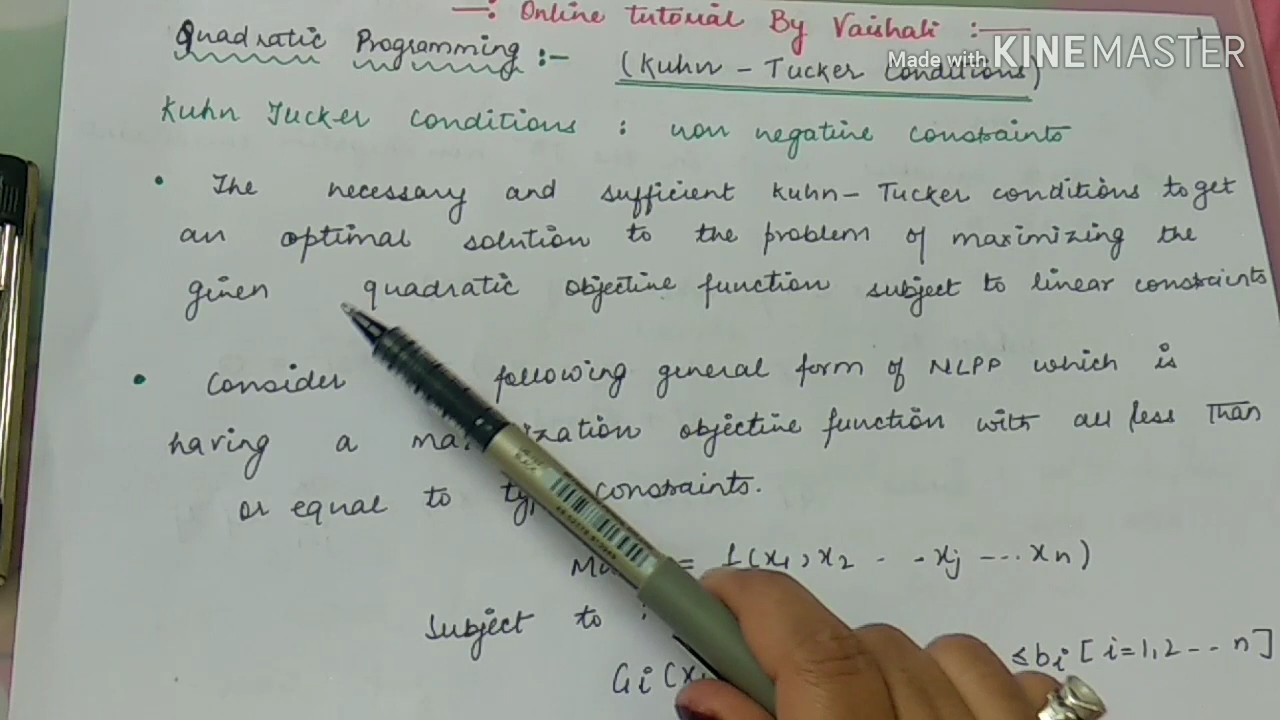 —: Online tutorial By Vaishali :—
Made with KINEMASTER
Quadratic Programming :- (Kuhn - Tucker Conditions)
Kuhn Tucker conditions : non negative constraints
• The necessary and sufficient Kuhn-Tucker conditions to get
an optimal solution to the problem of maximizing the
given quadratic objective function subject to linear constraints
• Consider following general form of NLPP which is
having a objective function with all less than
or equal to constraints.
= f(x1, x2 - - xj --- xn)
Subject to :
Gi(x ≤ bi [i=1,2 -- n]